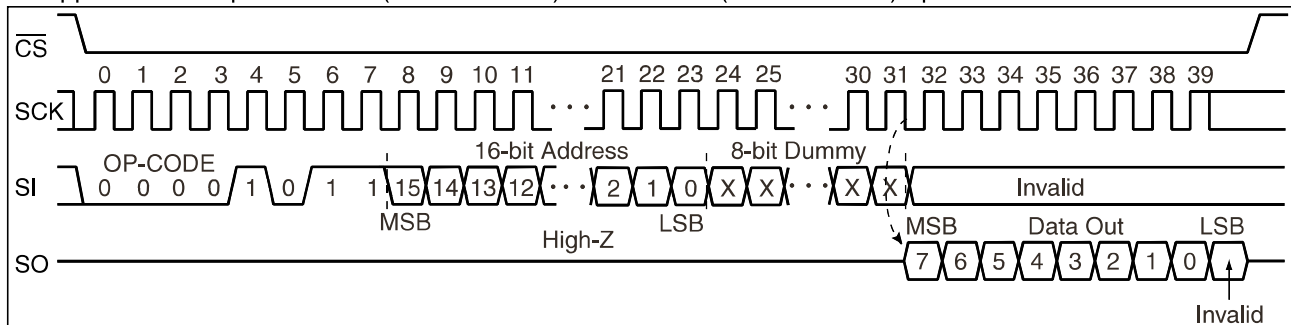 CS
0 1 2 3 4 5 6 7 8 9 10 11 21 22 23 24 25 30 31 32 33 34 35 36 37 38 39
SCK ··· ···
OP-CODE 16-bit Address 8-bit Dummy
SI 0 0 0 0 1 0 1 1 15 14 13 12 ··· 2 1 0 X X ··· X X Invalid
MSB LSB
High-Z MSB Data Out LSB
SO 7 6 5 4 3 2 1 0
Invalid